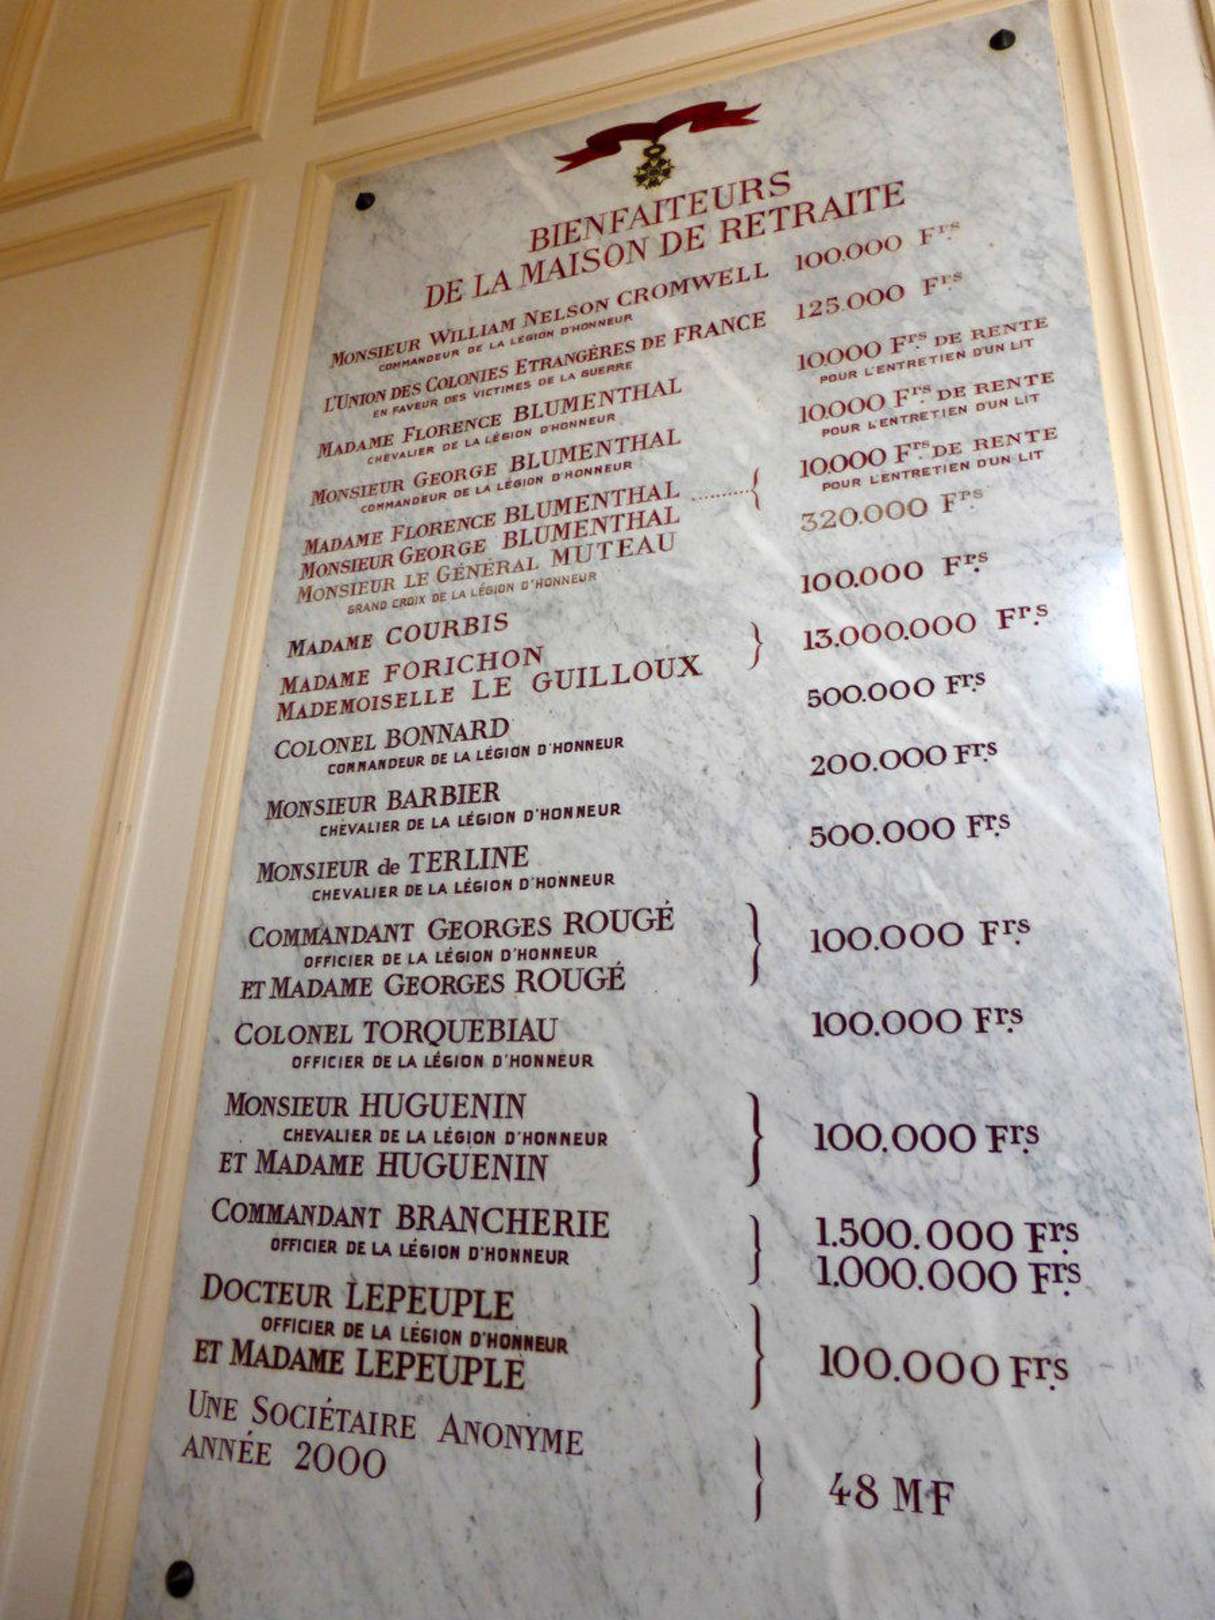 BIENFAITEURS
DE LA MAISON DE RETRAITE
MONSIEUR WILLIAM NELSON CROMWELL 100.000 Frs
COMMANDEUR DE LA LÉGION D'HONNEUR
L'UNION DES COLONIES ETRANGÈRES DE FRANCE 125.000 Frs
EN FAVEUR DES VICTIMES DE LA GUERRE
MADAME FLORENCE BLUMENTHAL 10.000 Frs DE RENTE
CHEVALIER DE LA LÉGION D'HONNEUR POUR L'ENTRETIEN D'UN LIT
MONSIEUR GEORGE BLUMENTHAL 10.000 Frs DE RENTE
COMMANDEUR DE LA LÉGION D'HONNEUR POUR L'ENTRETIEN D'UN LIT
MADAME FLORENCE BLUMENTHAL ..........{ 10.000 Frs DE RENTE
MONSIEUR GEORGE BLUMENTHAL POUR L'ENTRETIEN D'UN LIT
MONSIEUR LE GÉNÉRAL MUTEAU 320.000 Frs
GRAND CROIX DE LA LÉGION D'HONNEUR
MADAME COURBIS 100.000 Frs
MADAME FORICHON } 13.000.000 Frs
MADEMOISELLE LE GUILLOUX
COLONEL BONNARD 500.000 Frs
COMMANDEUR DE LA LÉGION D'HONNEUR
MONSIEUR BARBIER 200.000 Frs
CHEVALIER DE LA LÉGION D'HONNEUR
MONSIEUR de TERLINE 500.000 Frs
CHEVALIER DE LA LÉGION D'HONNEUR
COMMANDANT GEORGES ROUGÉ } 100.000 Frs
OFFICIER DE LA LÉGION D'HONNEUR
ET MADAME GEORGES ROUGÉ
COLONEL TORQUEBIAU 100.000 Frs
OFFICIER DE LA LÉGION D'HONNEUR
MONSIEUR HUGUENIN } 100.000 Frs
CHEVALIER DE LA LÉGION D'HONNEUR
ET MADAME HUGUENIN
COMMANDANT BRANCHERIE } 1.500.000 Frs
OFFICIER DE LA LÉGION D'HONNEUR 1.000.000 Frs
DOCTEUR LEPEUPLE } 100.000 Frs
OFFICIER DE LA LÉGION D'HONNEUR
ET MADAME LEPEUPLE
UNE SOCIÉTAIRE ANONYME } 48 MF
ANNÉE 2000